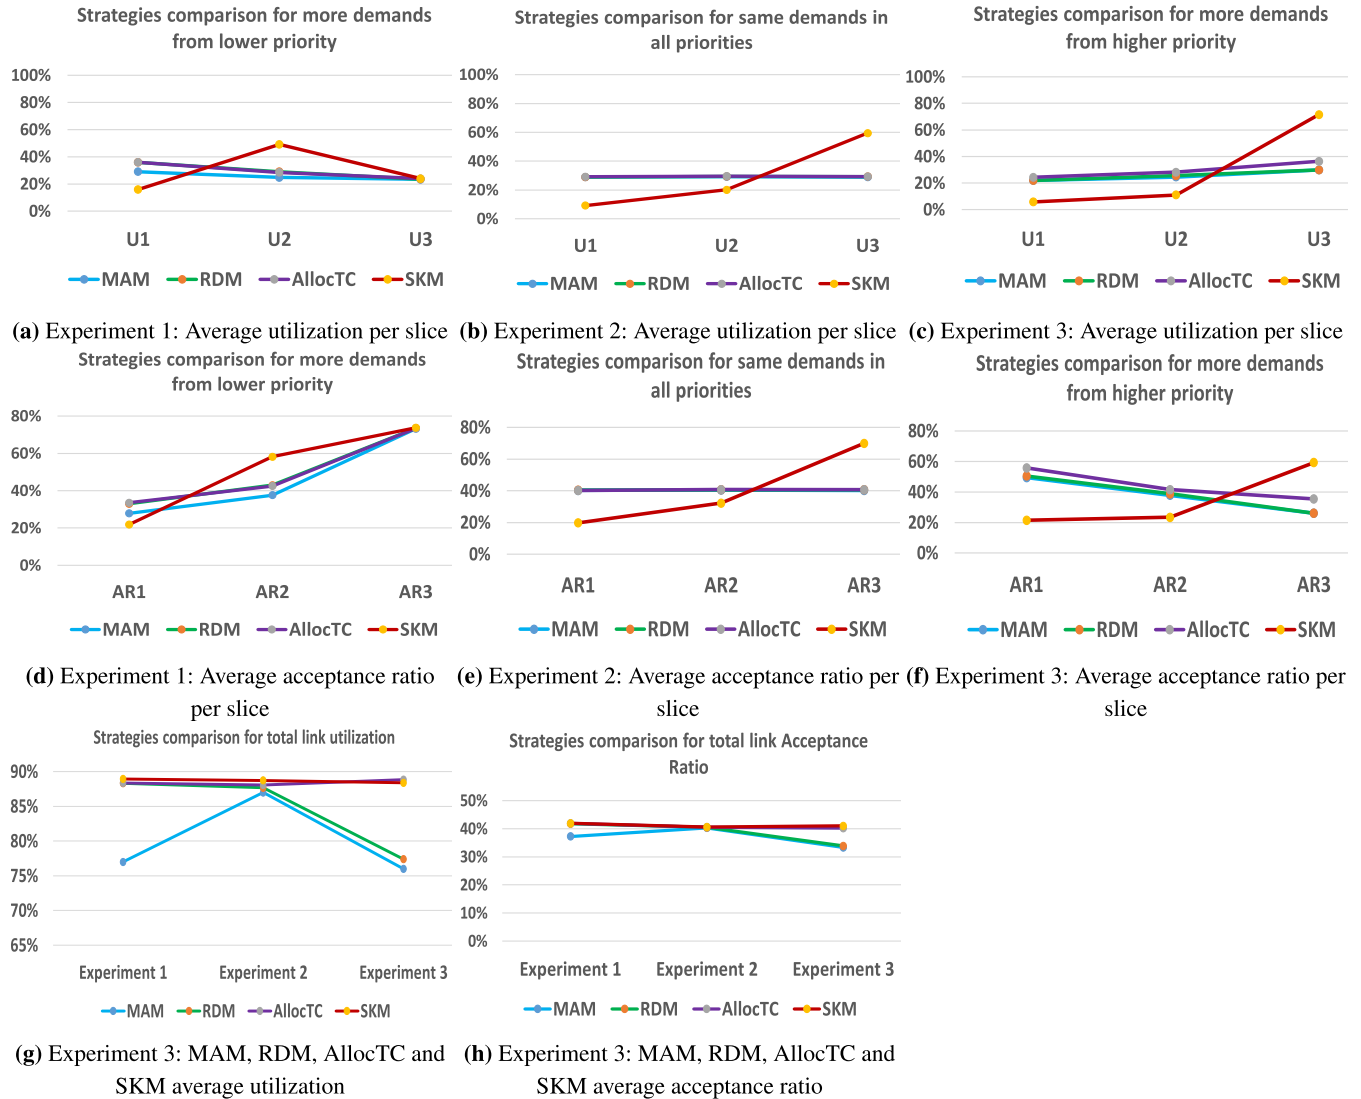 Strategies comparison for more demands
from lower priority
100%
80%
60%
40%
20%
0%
U1 U2 U3
MAM RDM AllocTC SKM
(a) Experiment 1: Average utilization per slice
Strategies comparison for same demands in
all priorities
100%
80%
60%
40%
20%
0%
U1 U2 U3
MAM RDM AllocTC SKM
(b) Experiment 2: Average utilization per slice
Strategies comparison for more demands
from higher priority
100%
80%
60%
40%
20%
0%
U1 U2 U3
MAM RDM AllocTC SKM
(c) Experiment 3: Average utilization per slice
Strategies comparison for more demands
from lower priority
80%
60%
40%
20%
0%
AR1 AR2 AR3
MAM RDM AllocTC SKM
(d) Experiment 1: Average acceptance ratio
per slice
Strategies comparison for same demands in
all priorities
80%
60%
40%
20%
0%
AR1 AR2 AR3
MAM RDM AllocTC SKM
(e) Experiment 2: Average acceptance ratio per
slice
Strategies comparison for more demands
from higher priority
80%
60%
40%
20%
0%
AR1 AR2 AR3
MAM RDM AllocTC SKM
(f) Experiment 3: Average acceptance ratio per
slice
Strategies comparison for total link utilization
90%
85%
80%
75%
70%
65%
Experiment 1 Experiment 2 Experiment 3
MAM RDM AllocTC SKM
(g) Experiment 3: MAM, RDM, AllocTC and
SKM average utilization
Strategies comparison for total link Acceptance
Ratio
50%
40%
30%
20%
10%
0%
Experiment 1 Experiment 2 Experiment 3
MAM RDM AllocTC SKM
(h) Experiment 3: MAM, RDM, AllocTC and
SKM average acceptance ratio